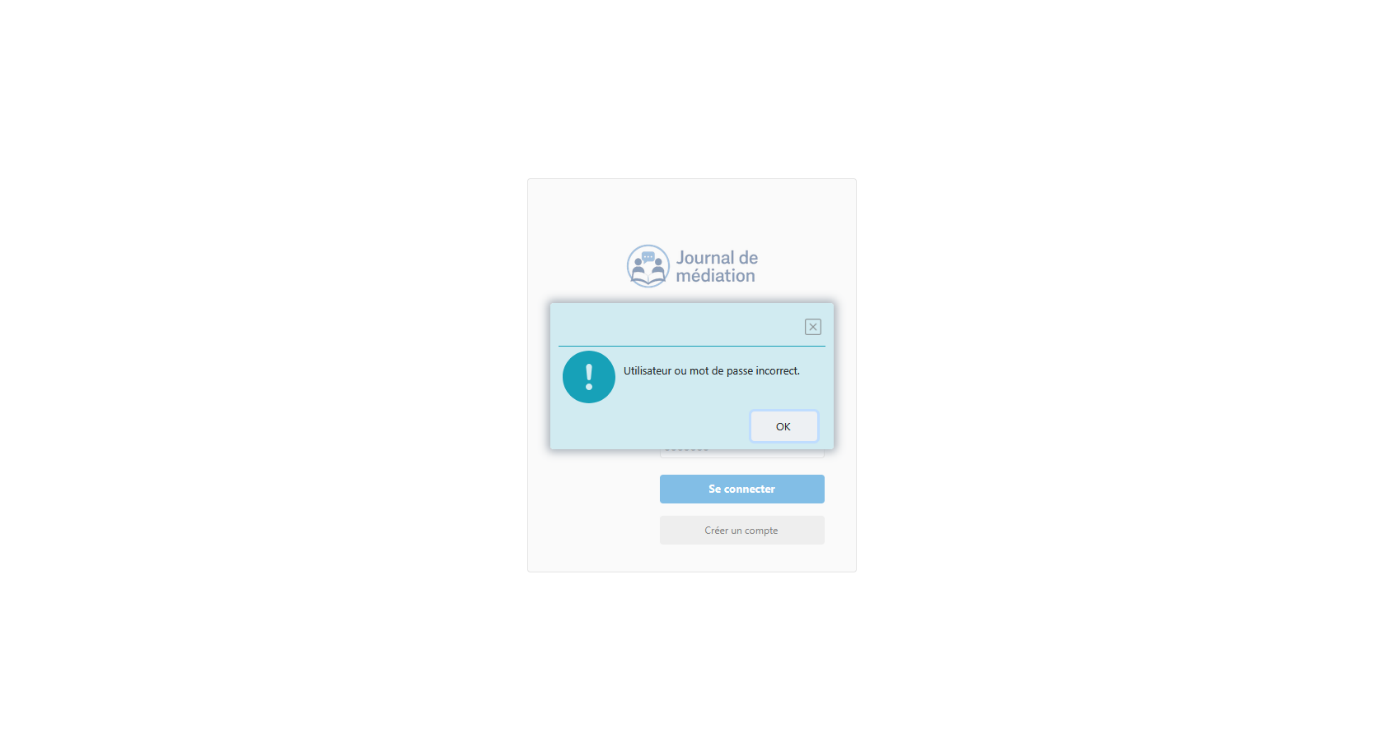 Journal de
médiation
Utilisateur ou mot de passe incorrect.
OK
Se connecter
Créer un compte